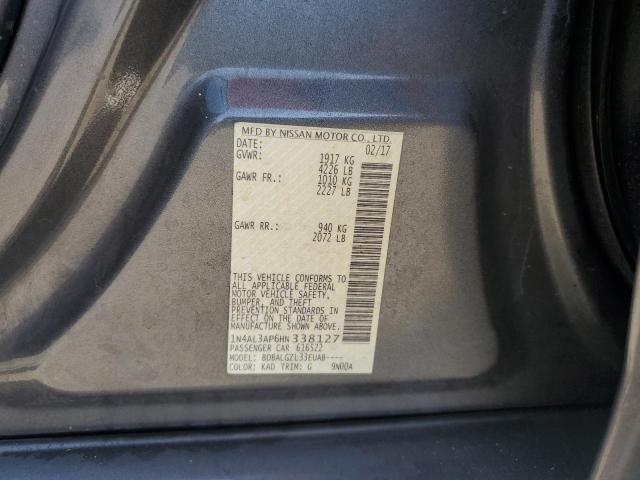 MFD BY NISSAN MOTOR CO., LTD.
DATE: 02/17
GVWR: 1917 KG
4226 LB
GAWR FR.: 1010 KG
2227 LB
GAWR RR.: 940 KG
2072 LB
THIS VEHICLE CONFORMS TO
ALL APPLICABLE FEDERAL
MOTOR VEHICLE SAFETY,
BUMPER, AND THEFT
PREVENTION STANDARDS IN
EFFECT ON THE DATE OF
MANUFACTURE SHOWN ABOVE.
1N4AL3AP6HN338127
PASSENGER CAR 616522
MODEL: BDBALGZL33EUAB----
COLOR: KAD TRIM: G 9N00A